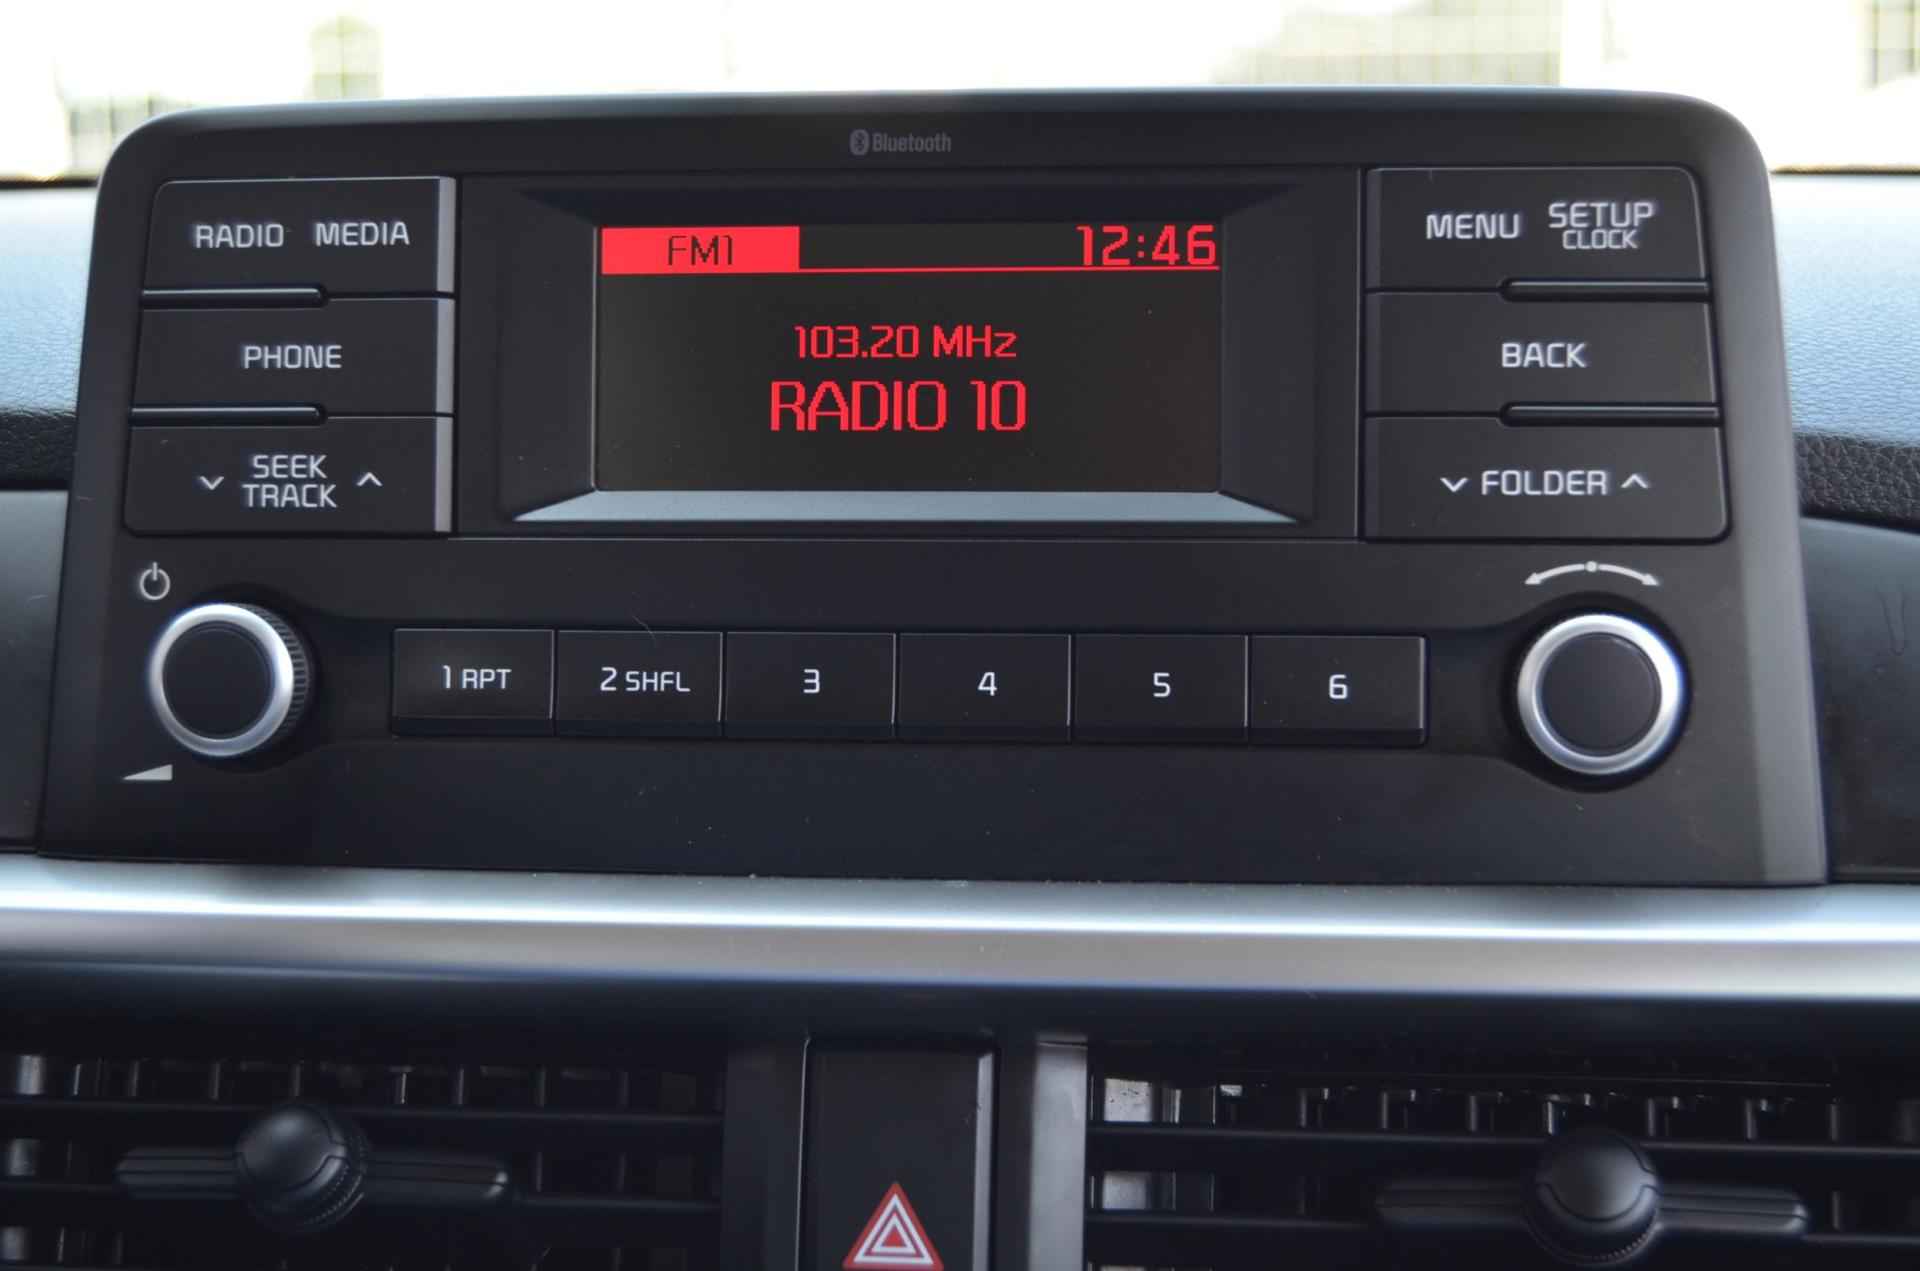 Bluetooth
RADIO MEDIA
FM1 12:46
MENU SETUP
CLOCK
103.20 MHz
RADIO 10
PHONE
BACK
SEEK
TRACK
FOLDER
1 RPT
2 SHFL
3
4
5
6